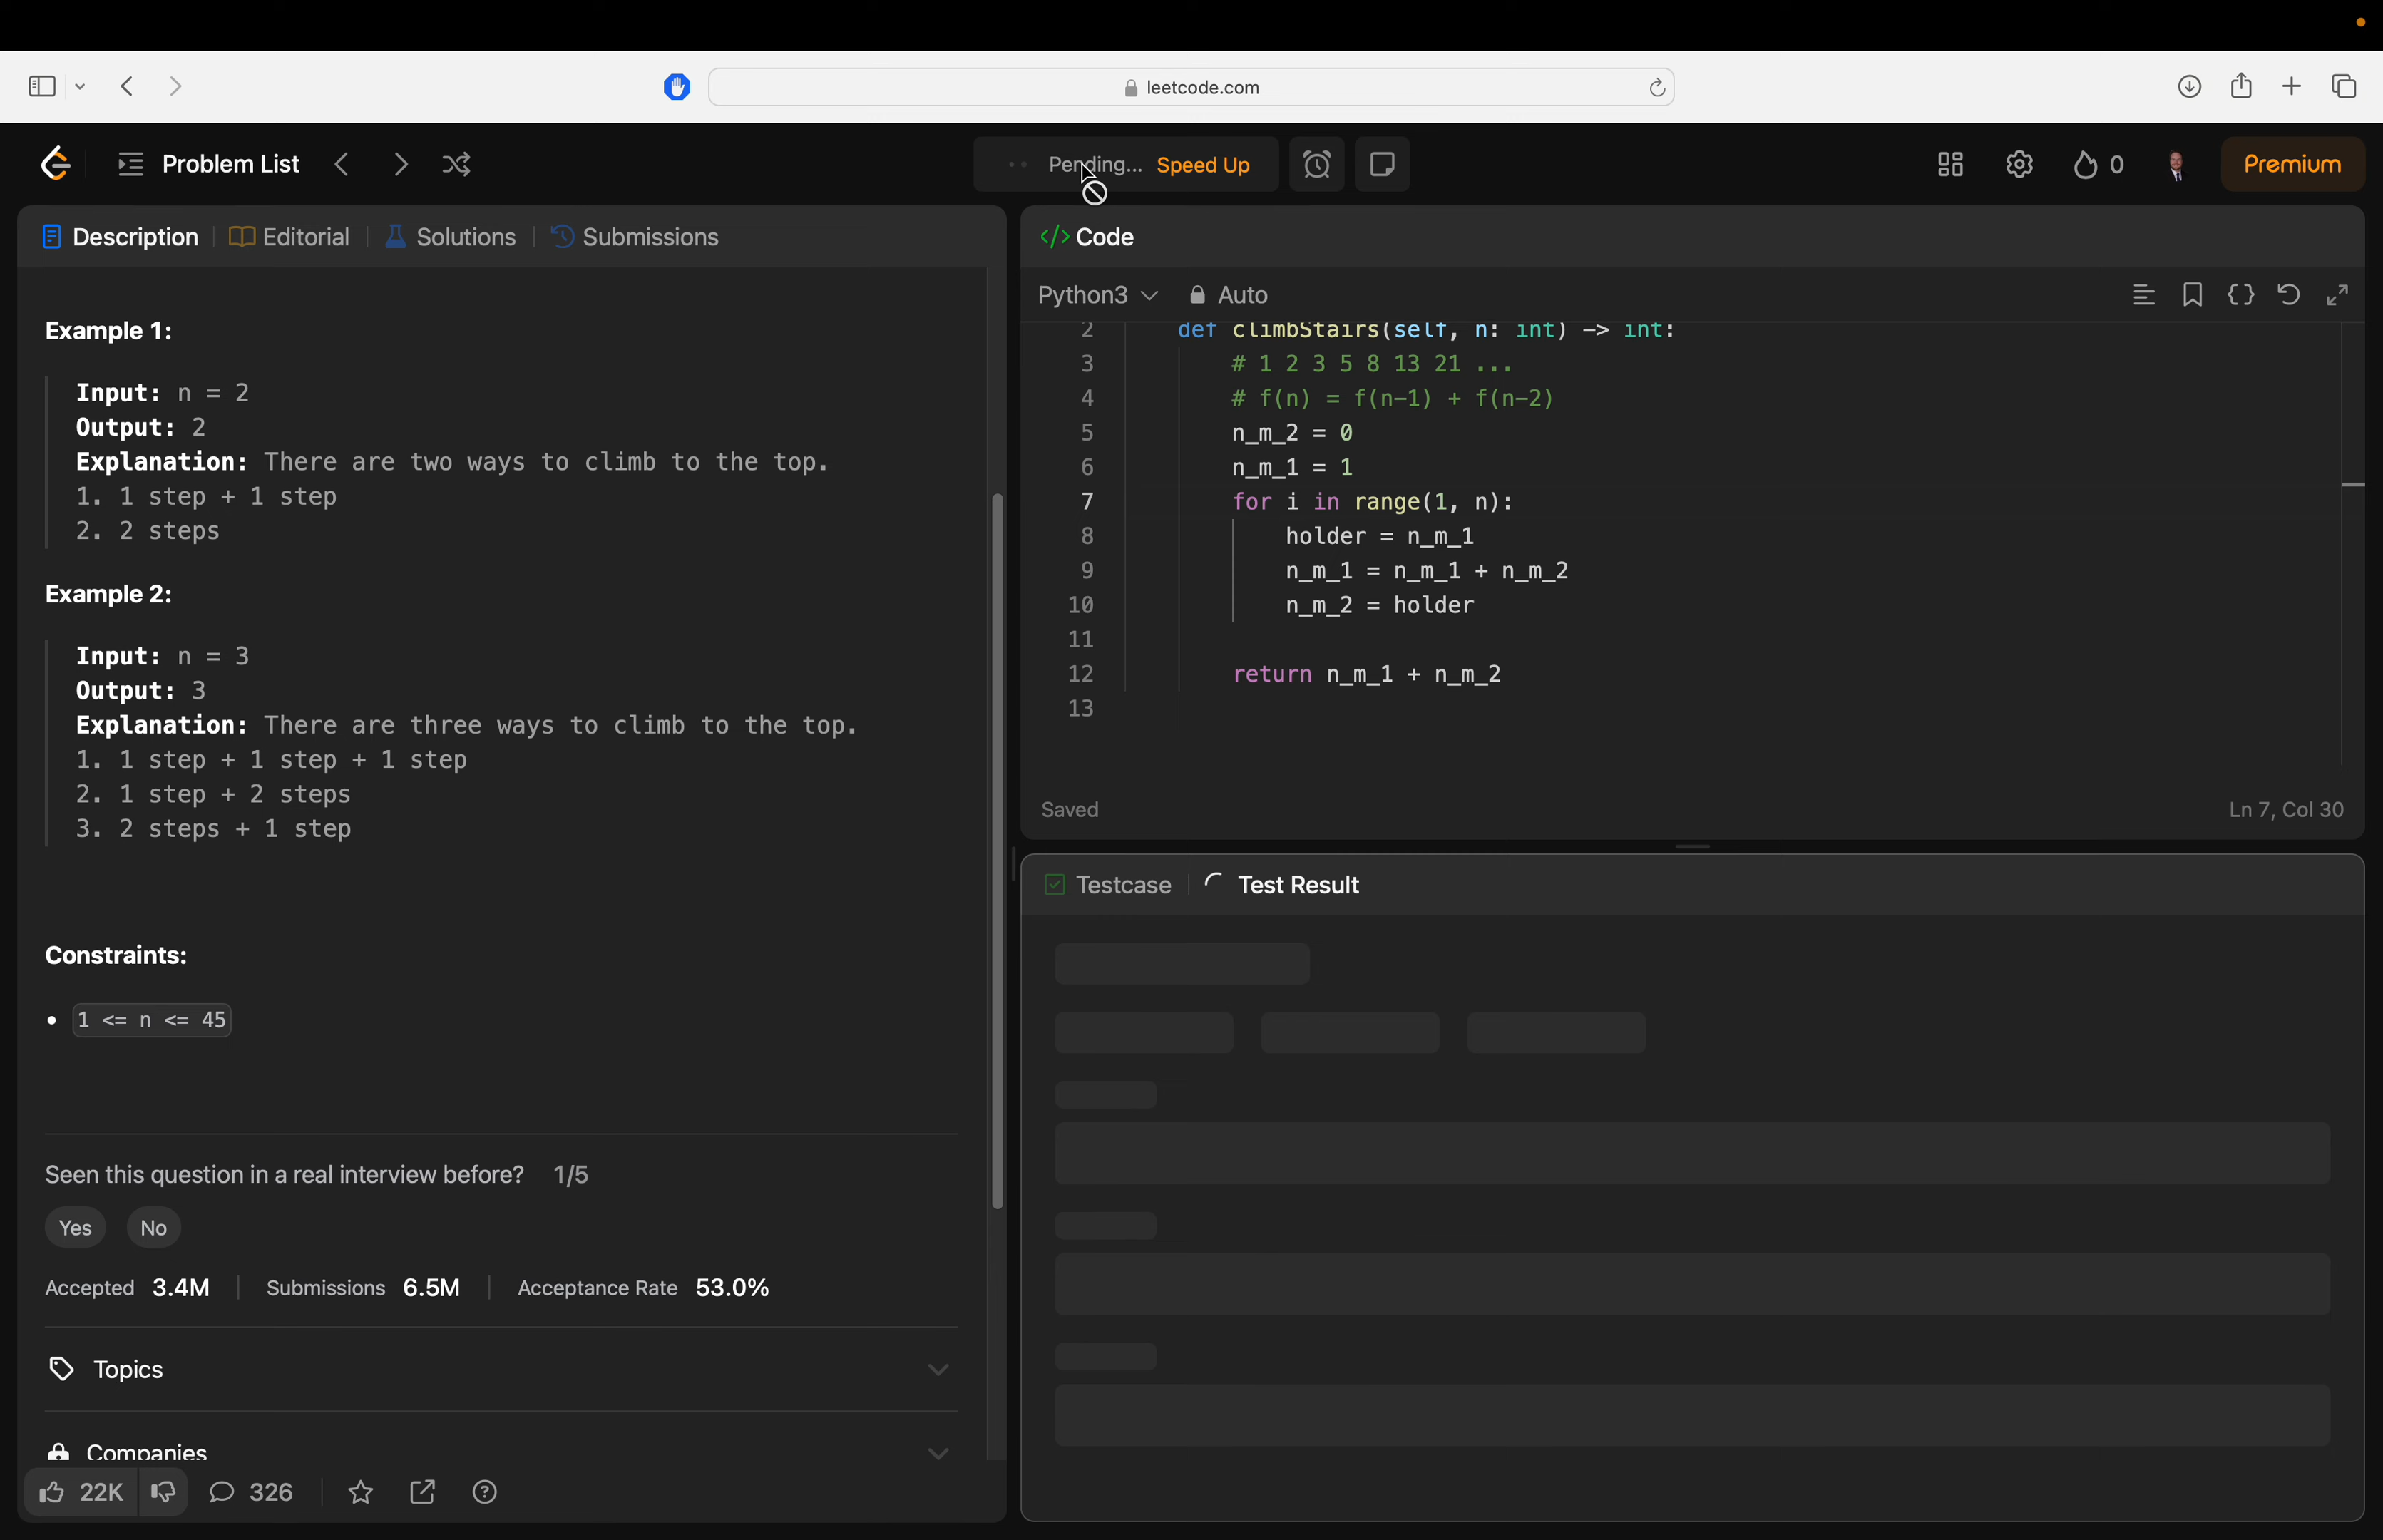 leetcode.com
Problem List
Pending... Speed Up
0
Premium
Description
Editorial
Solutions
Submissions
Example 1:
Input: n = 2
Output: 2
Explanation: There are two ways to climb to the top.
1. 1 step + 1 step
2. 2 steps
Example 2:
Input: n = 3
Output: 3
Explanation: There are three ways to climb to the top.
1. 1 step + 1 step + 1 step
2. 1 step + 2 steps
3. 2 steps + 1 step
Constraints:
• 1 <= n <= 45
Seen this question in a real interview before? 1/5
Yes No
Accepted 3.4M Submissions 6.5M Acceptance Rate 53.0%
Topics
Companies
22K 326
</> Code
Python3 Auto
2 def climbStairs(self, n: int) -> int:
3 # 1 2 3 5 8 13 21 ...
4 # f(n) = f(n-1) + f(n-2)
5 n_m_2 = 0
6 n_m_1 = 1
7 for i in range(1, n):
8 holder = n_m_1
9 n_m_1 = n_m_1 + n_m_2
10 n_m_2 = holder
11
12 return n_m_1 + n_m_2
13
Saved Ln 7, Col 30
Testcase Test Result